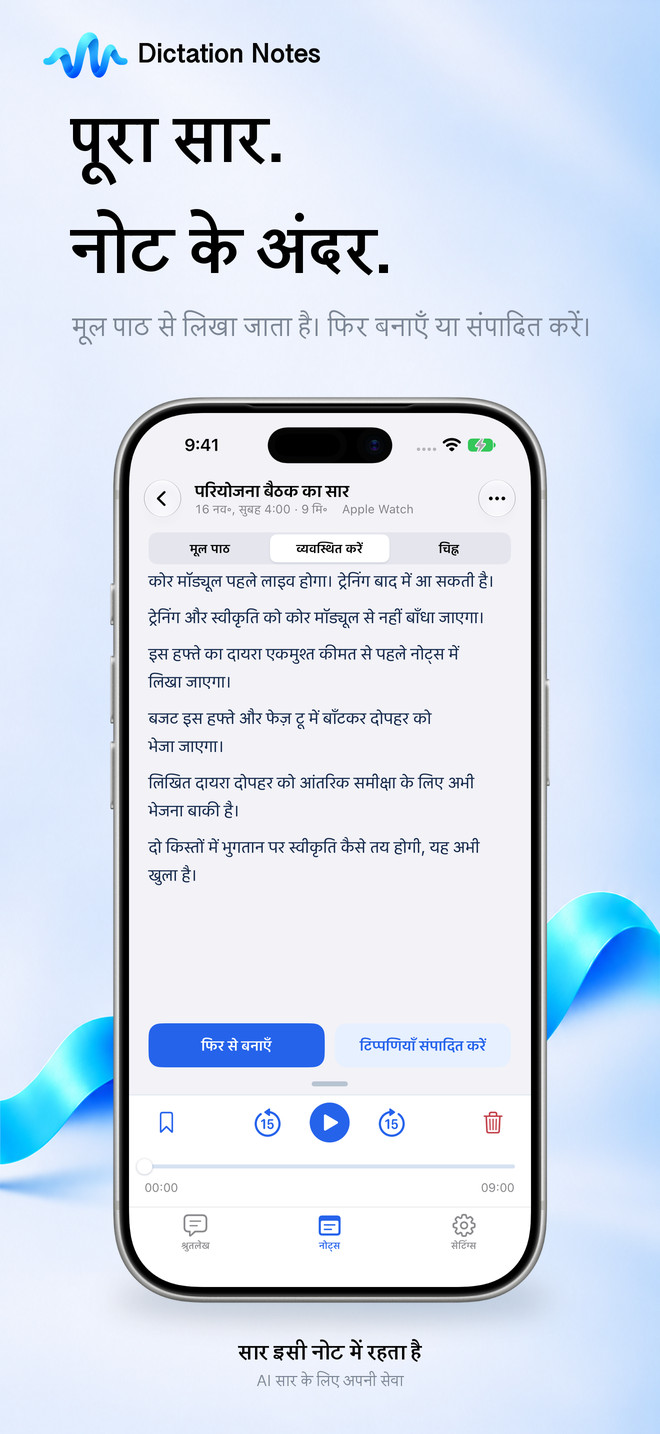 Dictation Notes
पूरा सार.
नोट के अंदर.
मूल पाठ से लिखा जाता है। फिर बनाएँ या संपादित करें।
9:41
परियोजना बैठक का सार
16 नव॰, सुबह 4:00 · 9 मि॰ Apple Watch
मूल पाठ व्यवस्थित करें चिह्न
कोर मॉड्यूल पहले लाइव होगा। ट्रेनिंग बाद में आ सकती है।
ट्रेनिंग और स्वीकृति को कोर मॉड्यूल से नहीं बाँधा जाएगा।
इस हफ्ते का दायरा एकमुश्त कीमत से पहले नोट्स में
लिखा जाएगा।
बजट इस हफ्ते और फेज़ टू में बाँटकर दोपहर को
भेजा जाएगा।
लिखित दायरा दोपहर को आंतरिक समीक्षा के लिए अभी
भेजना बाकी है।
दो किस्तों में भुगतान पर स्वीकृति कैसे तय होगी, यह अभी
खुला है।
फिर से बनाएँ टिप्पणियाँ संपादित करें
15 15
00:00 09:00
श्रुतलेख नोट्स सेटिंग्स
सार इसी नोट में रहता है
AI सार के लिए अपनी सेवा